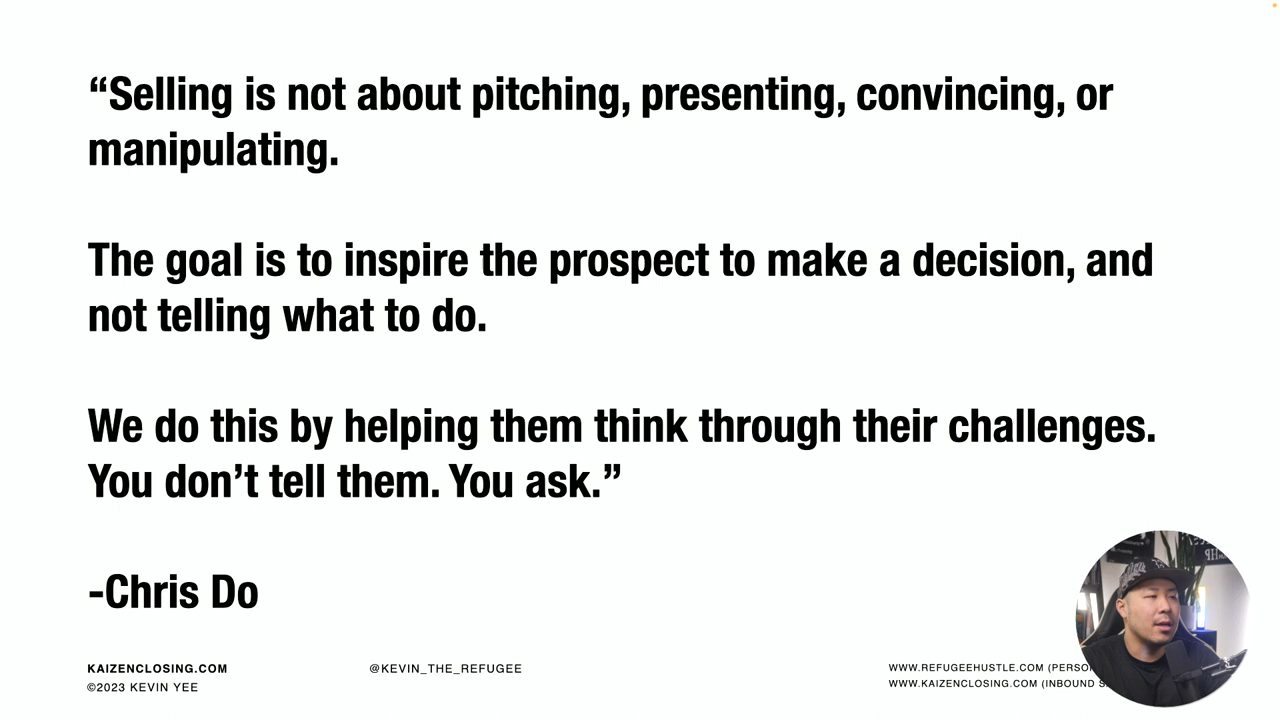 “Selling is not about pitching, presenting, convincing, or
manipulating.
The goal is to inspire the prospect to make a decision, and
not telling what to do.
We do this by helping them think through their challenges.
You don’t tell them. You ask.”
-Chris Do
KAIZENCLOSING.COM
©2023 KEVIN YEE
@KEVIN_THE_REFUGEE
WWW.REFUGEEHUSTLE.COM
WWW.KAIZENCLOSING.COM (INBOUND